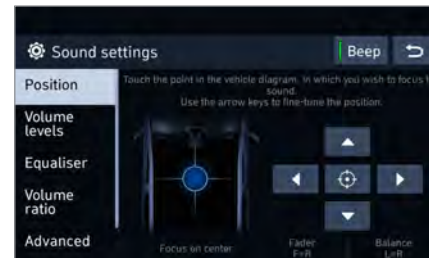 Sound settings
Beep
Position
Touch the point in the vehicle diagram, in which you wish to focus t
sound.
Use the arrow keys to fine-tune the position.
Volume
levels
Equaliser
Volume
ratio
Advanced
Focus on center
Fader
F=R
Balance
L=R